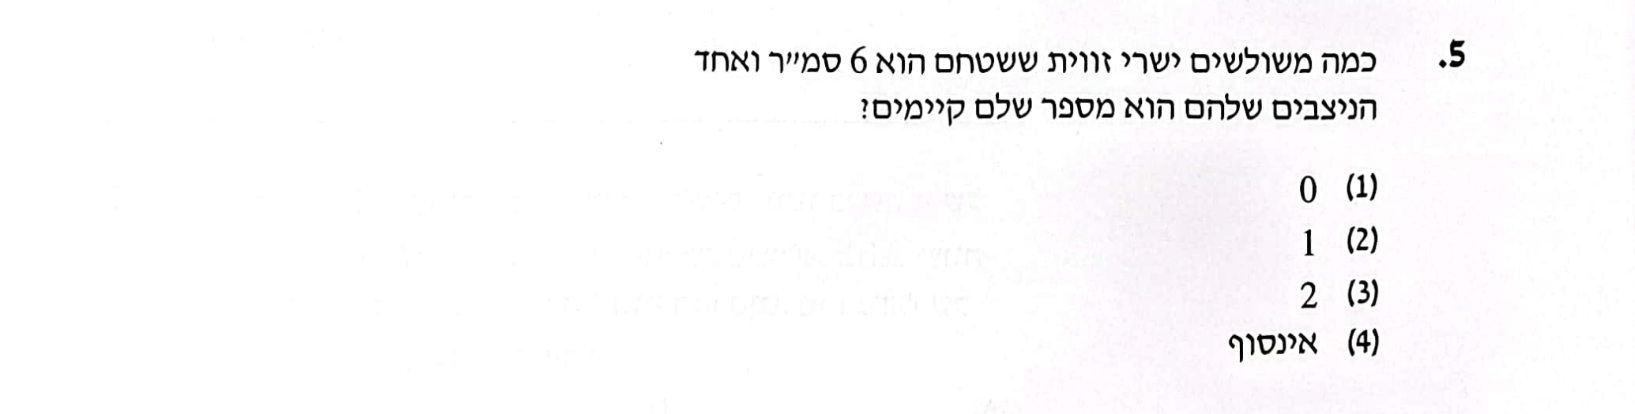 5. כמה משולשים ישרי זווית ששטחם הוא 6 סמ״ר ואחד
הניצבים שלהם הוא מספר שלם קיימים?
(1) 0
(2) 1
(3) 2
(4) אינסוף